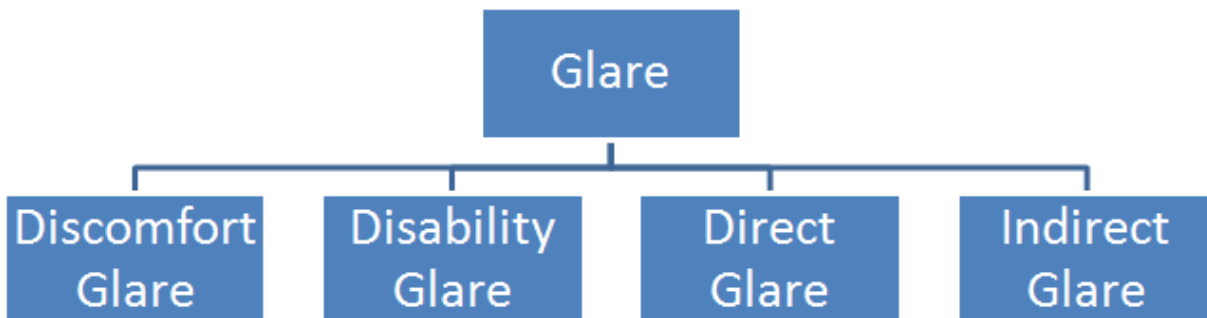 Glare
Discomfort
Glare
Disability
Glare
Direct
Glare
Indirect
Glare